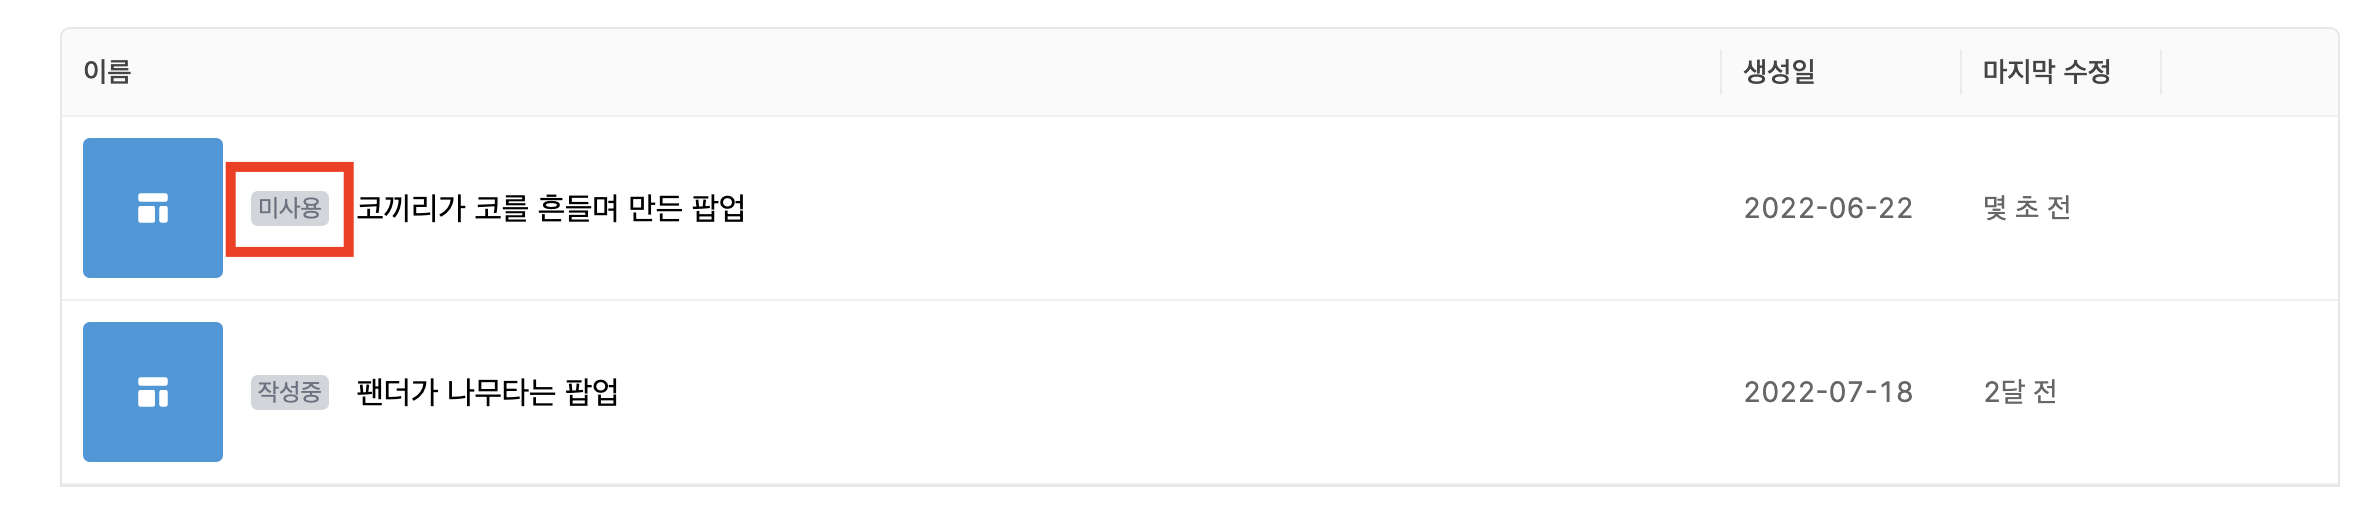 이름 생성일 마지막 수정
미사용 코끼리가 코를 흔들며 만든 팝업 2022-06-22 몇 초 전
작성중 팬더가 나무타는 팝업 2022-07-18 2달 전